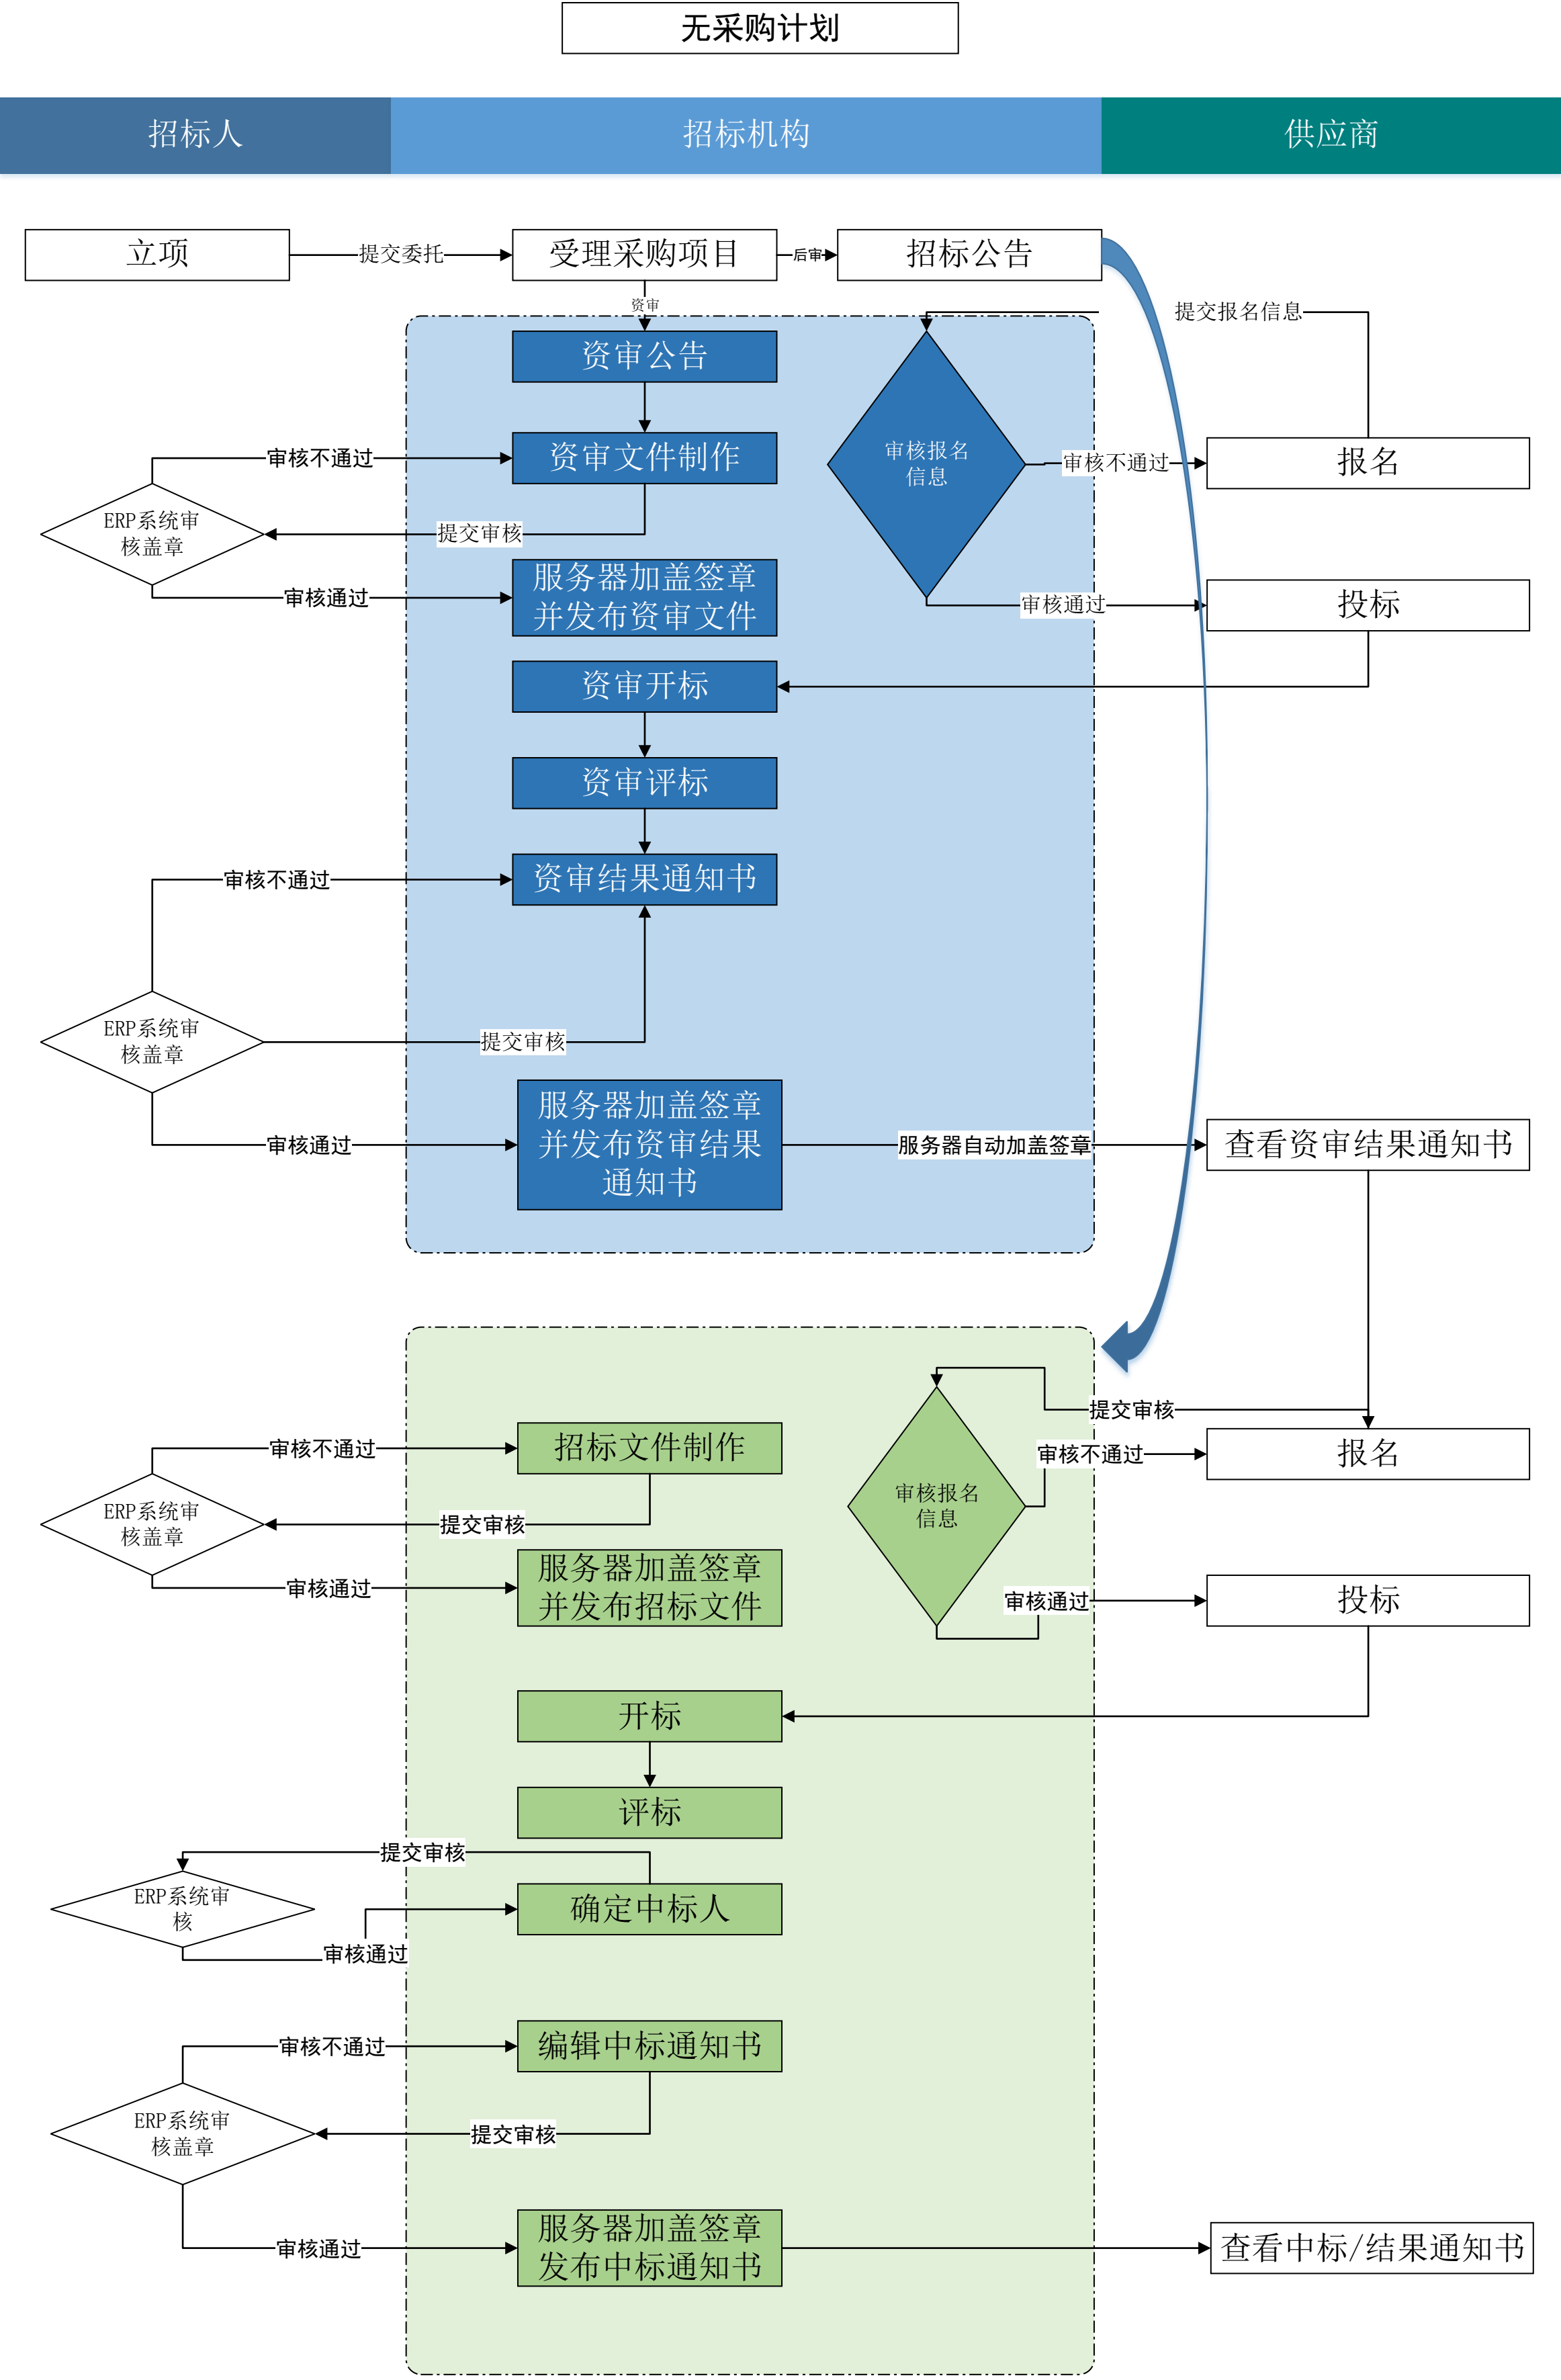 无采购计划
招标人
招标机构
供应商
立项
提交委托
受理采购项目
后审
招标公告
资审
提交报名信息
资审公告
审核不通过
资审文件制作
审核报名
信息
审核不通过
报名
ERP系统审
核盖章
提交审核
审核通过
服务器加盖签章
并发布资审文件
审核通过
投标
资审开标
资审评标
审核不通过
资审结果通知书
ERP系统审
核盖章
提交审核
审核通过
服务器加盖签章
并发布资审结果
通知书
服务器自动加盖签章
查看资审结果通知书
提交审核
审核不通过
招标文件制作
审核不通过
报名
审核报名
信息
ERP系统审
核盖章
提交审核
审核通过
服务器加盖签章
并发布招标文件
审核通过
投标
开标
评标
提交审核
ERP系统审
核
确定中标人
审核通过
审核不通过
编辑中标通知书
ERP系统审
核盖章
提交审核
审核通过
服务器加盖签章
发布中标通知书
查看中标/结果通知书